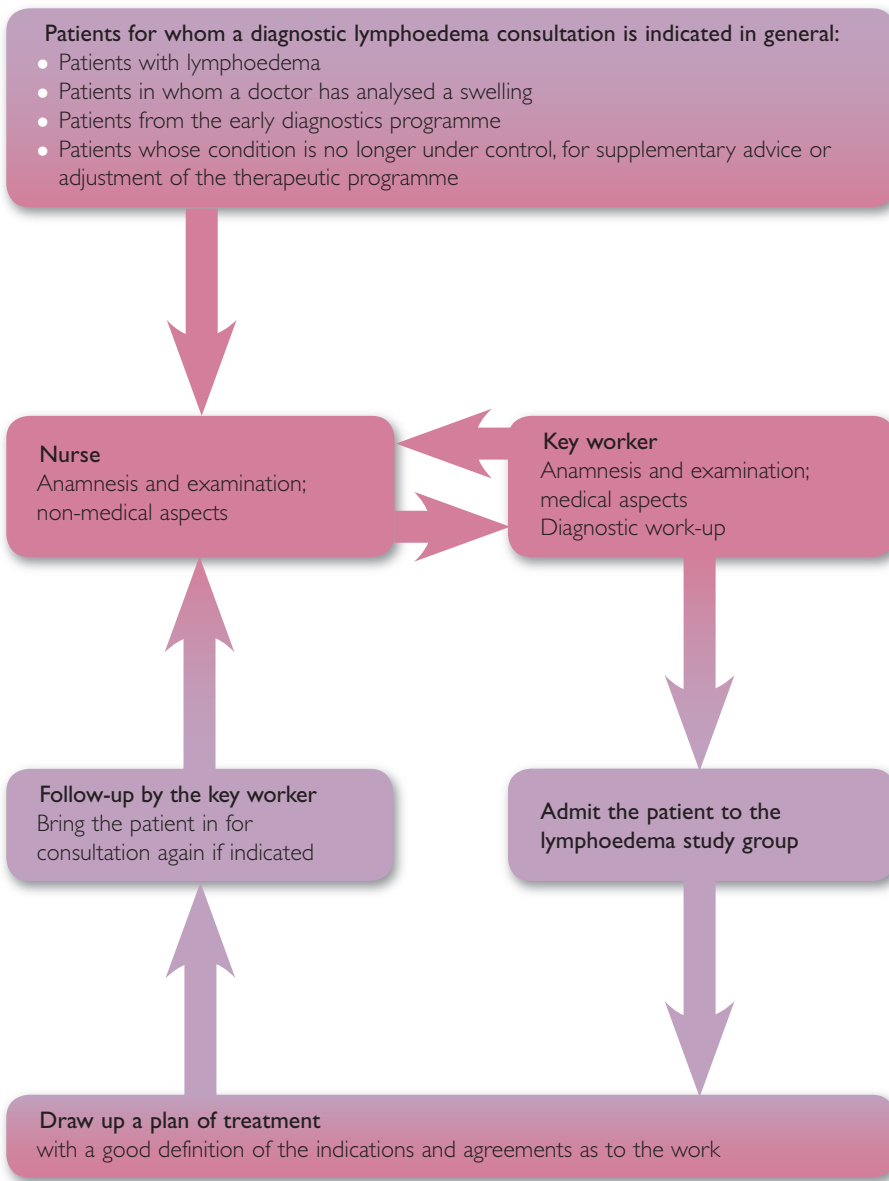 Patients for whom a diagnostic lymphoedema consultation is indicated in general:
• Patients with lymphoedema
• Patients in whom a doctor has analysed a swelling
• Patients from the early diagnostics programme
• Patients whose condition is no longer under control, for supplementary advice or
adjustment of the therapeutic programme
Nurse
Anamnesis and examination;
non-medical aspects
Key worker
Anamnesis and examination;
medical aspects
Diagnostic work-up
Follow-up by the key worker
Bring the patient in for
consultation again if indicated
Admit the patient to the
lymphoedema study group
Draw up a plan of treatment
with a good definition of the indications and agreements as to the work